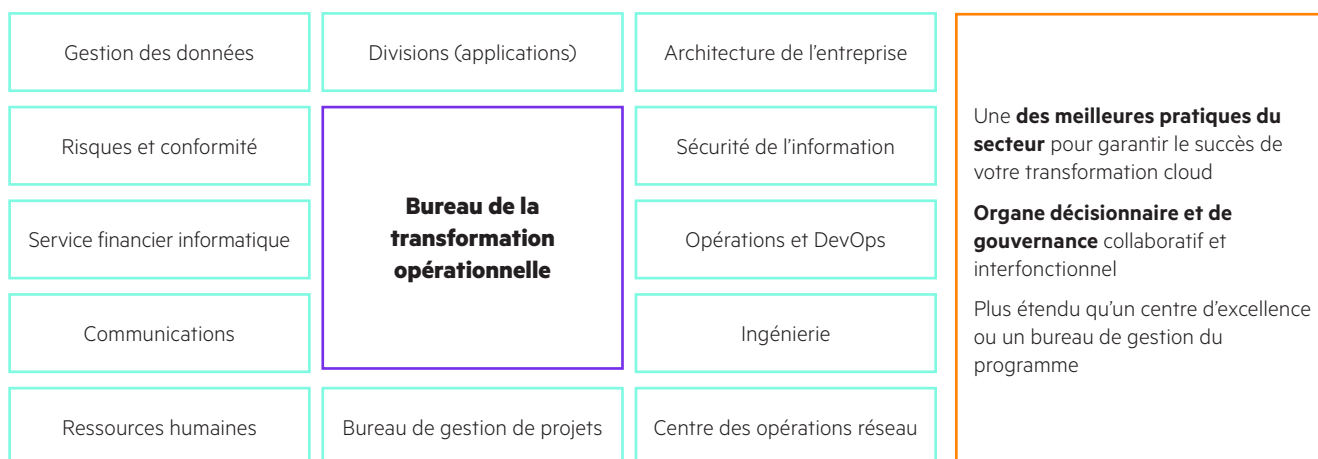 Gestion des données
Divisions (applications)
Architecture de l’entreprise
Risques et conformité
Sécurité de l’information
Bureau de la
transformation
opérationnelle
Service financier informatique
Opérations et DevOps
Communications
Ingénierie
Ressources humaines
Bureau de gestion de projets
Centre des opérations réseau
Une des meilleures pratiques du
secteur pour garantir le succès de
votre transformation cloud
Organe décisionnaire et de
gouvernance collaboratif et
interfonctionnel
Plus étendu qu’un centre d’excellence
ou un bureau de gestion du
programme